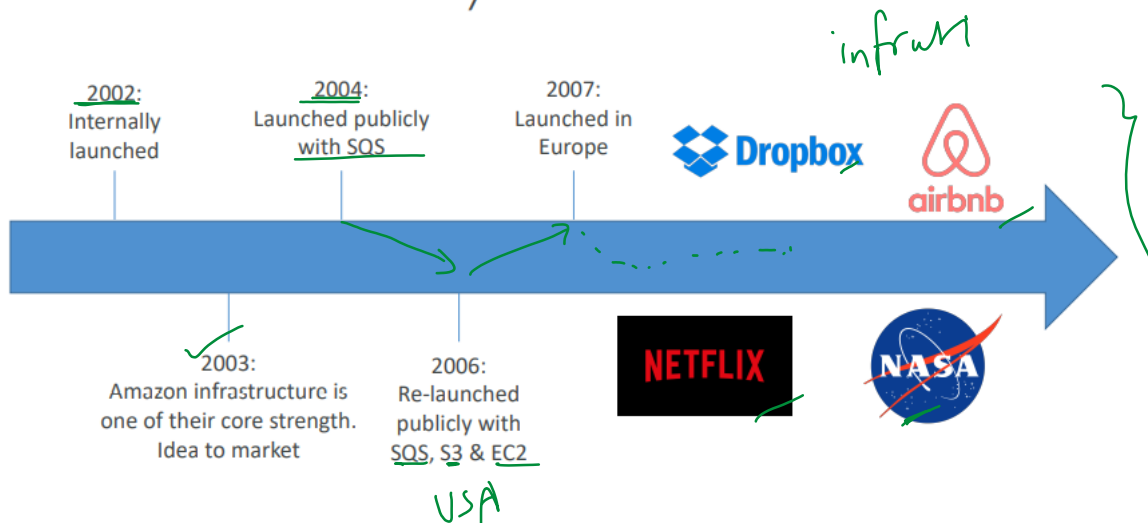 2002:
Internally
launched
2004:
Launched publicly
with SQS
2007:
Launched in
Europe
Dropbox
airbnb
2003:
Amazon infrastructure is
one of their core strength.
Idea to market
2006:
Re-launched
publicly with
SQS, S3 & EC2
USA
NETFLIX
NASA